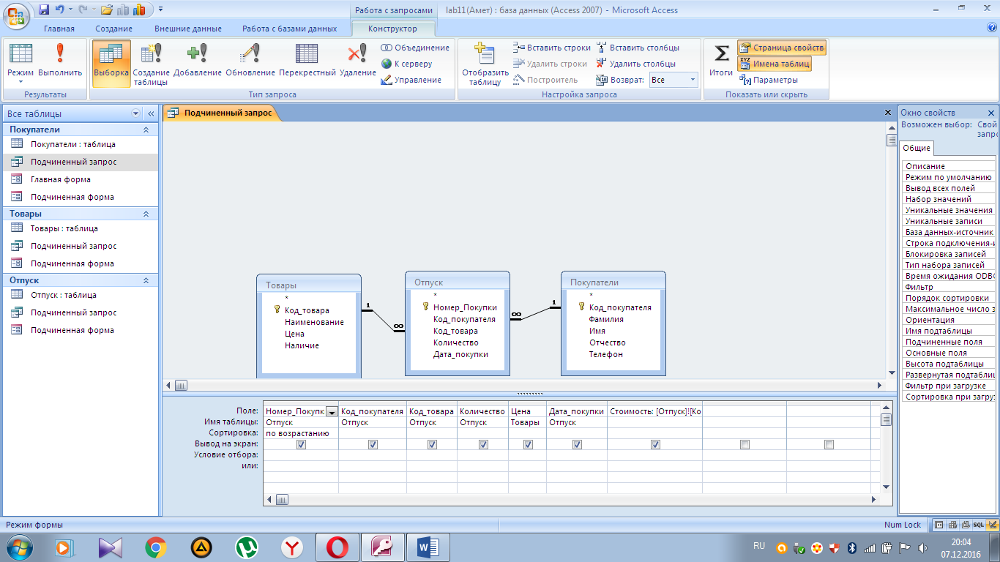 Работа с запросами
lab11(Амет) : база данных (Access 2007) - Microsoft Access
Главная Создание Внешние данные Работа с базами данных Конструктор
Режим Выполнить
Результаты
Выборка Создание таблицы Добавление Обновление Перекрестный Удаление
Объединение
К серверу
Управление
Тип запроса
Отобразить таблицу
Вставить строки
Удалить строки
Построитель
Вставить столбцы
Удалить столбцы
Возврат: Все
Настройка запроса
Σ
Итоги
Страница свойств
XYZ Имена таблиц
Параметры
Показать или скрыть
Все таблицы
Покупатели
Покупатели : таблица
Подчиненный запрос
Главная форма
Подчиненная форма
Товары
Товары : таблица
Подчиненный запрос
Подчиненная форма
Отпуск
Отпуск : таблица
Подчиненный запрос
Подчиненная форма
Подчиненный запрос
Товары
*
Код_товара
Наименование
Цена
Наличие
1 ∞
Отпуск
*
Номер_Покупки
Код_покупателя
Код_товара
Количество
Дата_покупки
∞ 1
Покупатели
*
Код_покупателя
Фамилия
Имя
Отчество
Телефон
Поле: Номер_Покупк Код_покупателя Код_товара Количество Цена Дата_покупки Стоимость: [Отпуск]![Ко
Имя таблицы: Отпуск Отпуск Отпуск Отпуск Товары Отпуск
Сортировка: по возрастанию
Вывод на экран:
Условие отбора:
или:
Окно свойств
Возможен выбор: Свой
запро
Общие
Описание
Режим по умолчанию
Вывод всех полей
Набор значений
Уникальные значения
Уникальные записи
База данных-источник
Строка подключения-и
Блокировка записей
Тип набора записей
Время ожидания ODBC
Фильтр
Порядок сортировки
Максимальное число з
Ориентация
Имя подтаблицы
Подчиненные поля
Основные поля
Высота подтаблицы
Развернутая подтаблиц
Фильтр при загрузке
Сортировка при загруз
Режим формы
Num Lock
SQL
RU
20:04
07.12.2016